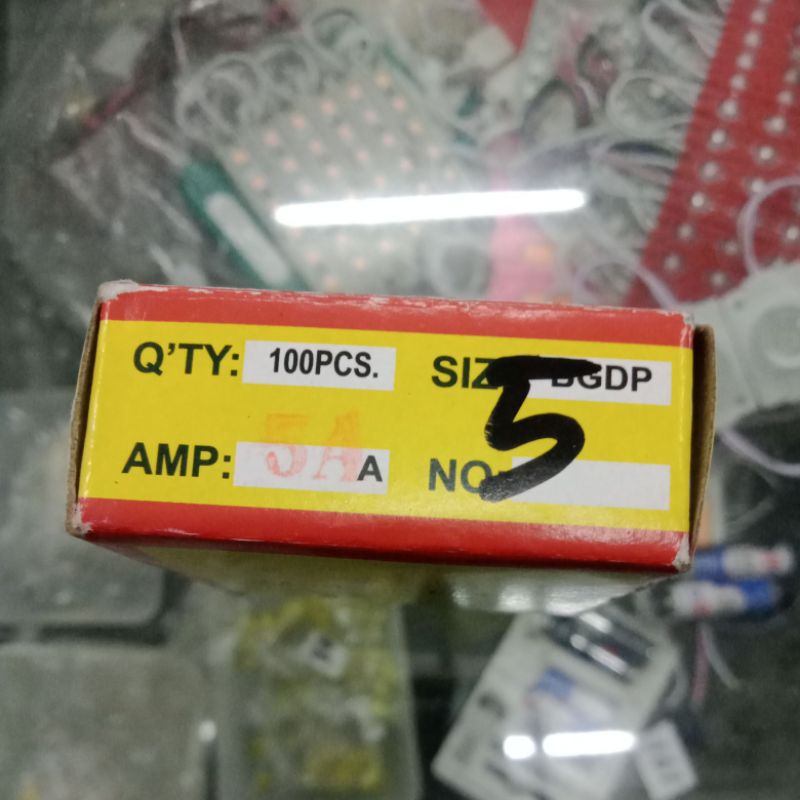 Q'TY: 100PCS. SIZ BGDP
AMP: 5A A NO:
5